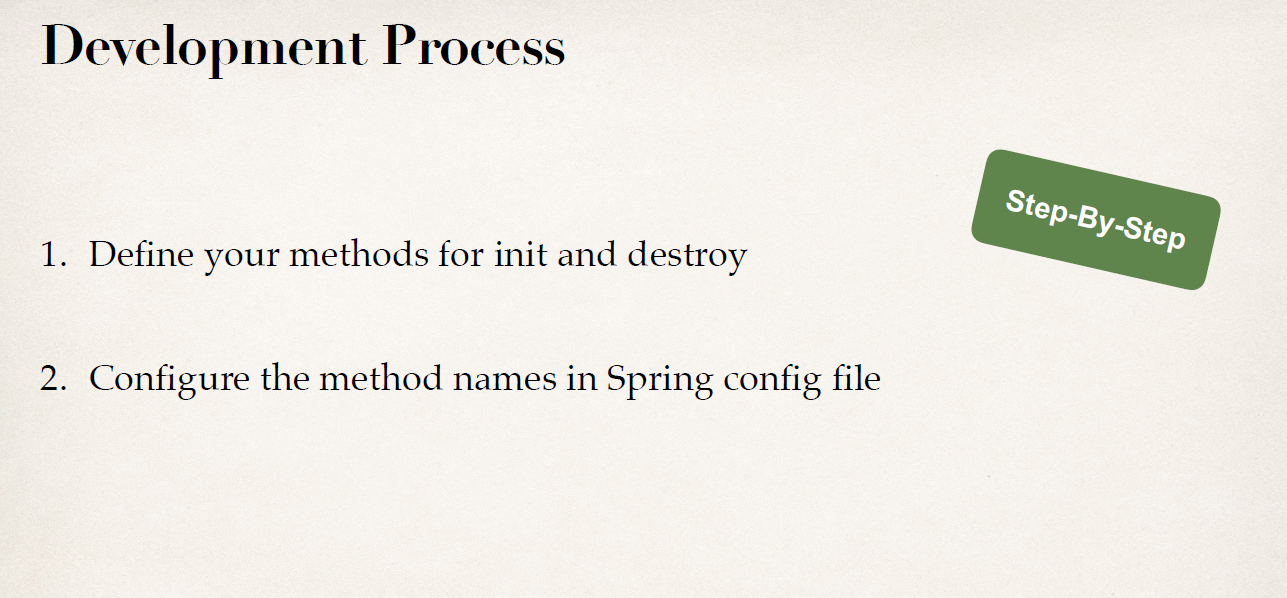 Development Process
Step-By-Step
1. Define your methods for init and destroy
2. Configure the method names in Spring config file